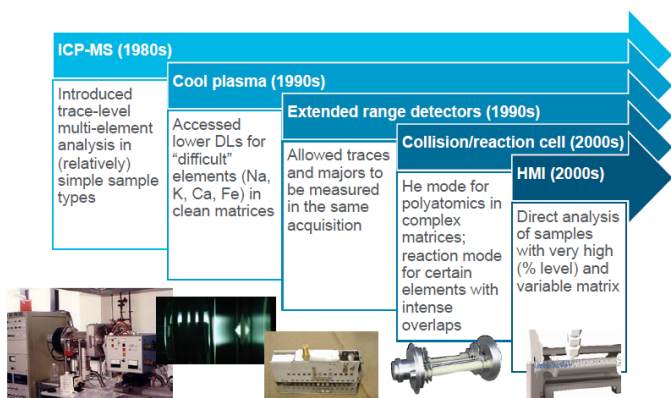 ICP-MS (1980s)
Introduced
trace-level
multi-element
analysis in
(relatively)
simple sample
types
Cool plasma (1990s)
Accessed
lower DLs for
“difficult”
elements (Na,
K, Ca, Fe) in
clean matrices
Extended range detectors (1990s)
Allowed traces
and majors to
be measured
in the same
acquisition
Collision/reaction cell (2000s)
He mode for
polyatomics in
complex
matrices;
reaction mode
for certain
elements with
intense
overlaps
HMI (2000s)
Direct analysis
of samples
with very high
(% level) and
variable matrix